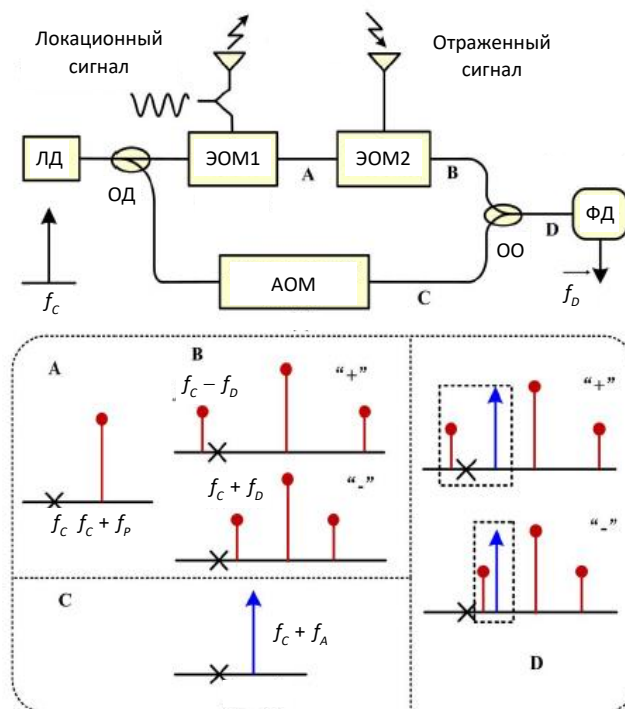 Локационный
сигнал
Отраженный
сигнал
ЛД
ОД
ЭОМ1
A
ЭОМ2
B
ФД
D
ОО
АОМ
C
f_C
f_D
A
f_C f_C + f_P
B
f_C – f_D
“+”
f_C + f_D
“-”
C
f_C + f_A
“+”
“-”
D